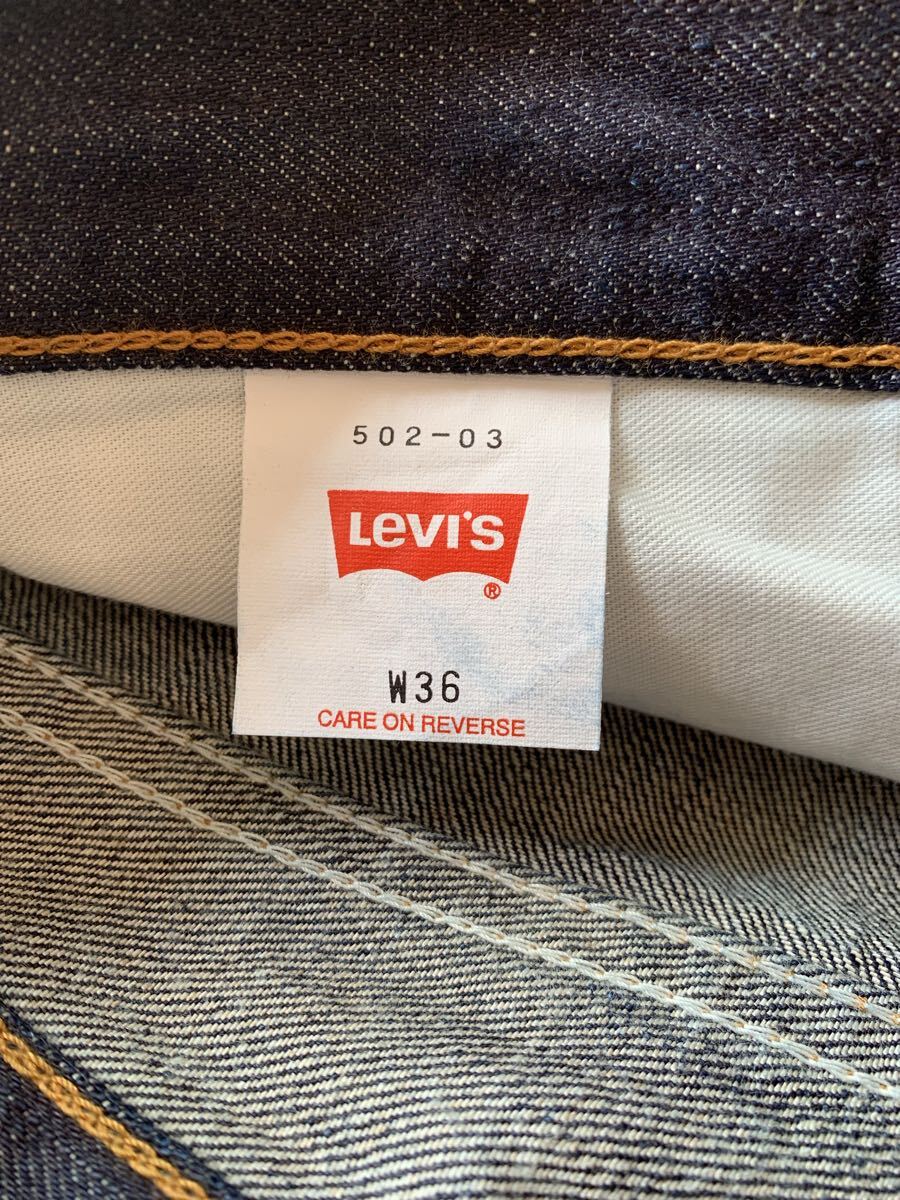 502-03
LEVI'S
®
W36
CARE ON REVERSE